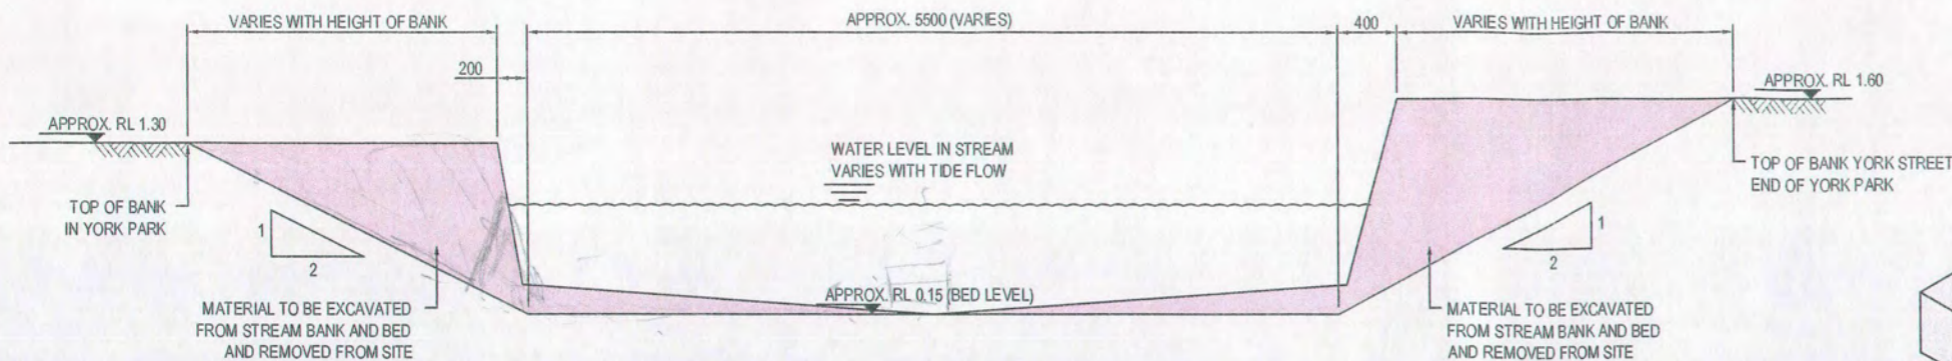 VARIES WITH HEIGHT OF BANK
APPROX. 5500 (VARIES)
400
VARIES WITH HEIGHT OF BANK
200
APPROX. RL 1.60
APPROX. RL 1.30
WATER LEVEL IN STREAM
VARIES WITH TIDE FLOW
TOP OF BANK YORK STREET
END OF YORK PARK
TOP OF BANK
IN YORK PARK
1
2
1
2
APPROX. RL 0.15 (BED LEVEL)
MATERIAL TO BE EXCAVATED
FROM STREAM BANK AND BED
AND REMOVED FROM SITE
MATERIAL TO BE EXCAVATED
FROM STREAM BANK AND BED
AND REMOVED FROM SITE